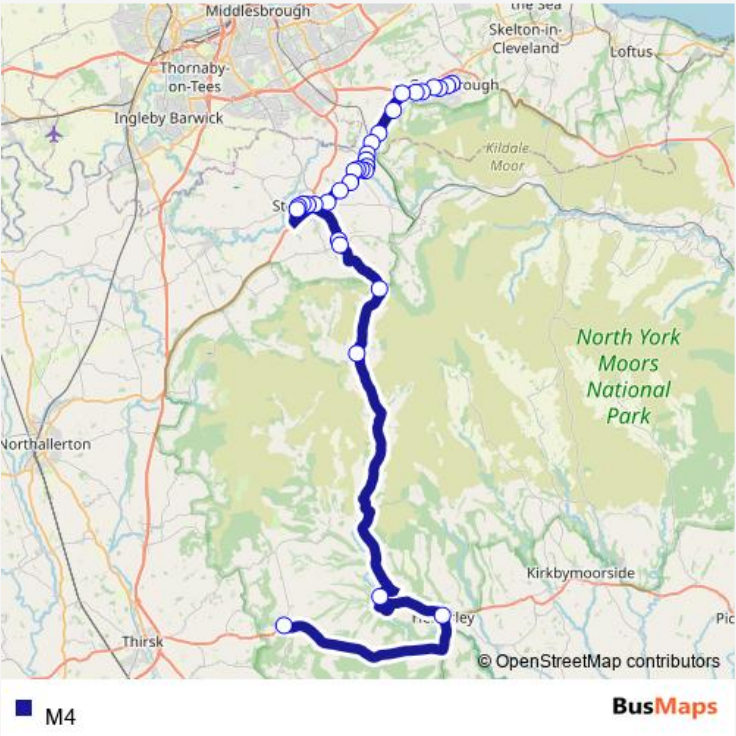 Middlesbrough
the Sea
Skelton-in-
Cleveland
Loftus
Thornaby-
on-Tees
Ingleby Barwick
Kildale
Moor
North York
Moors
National
Park
Northallerton
Kirkbymoorside
Thirsk
© OpenStreetMap contributors
M4
BusMaps